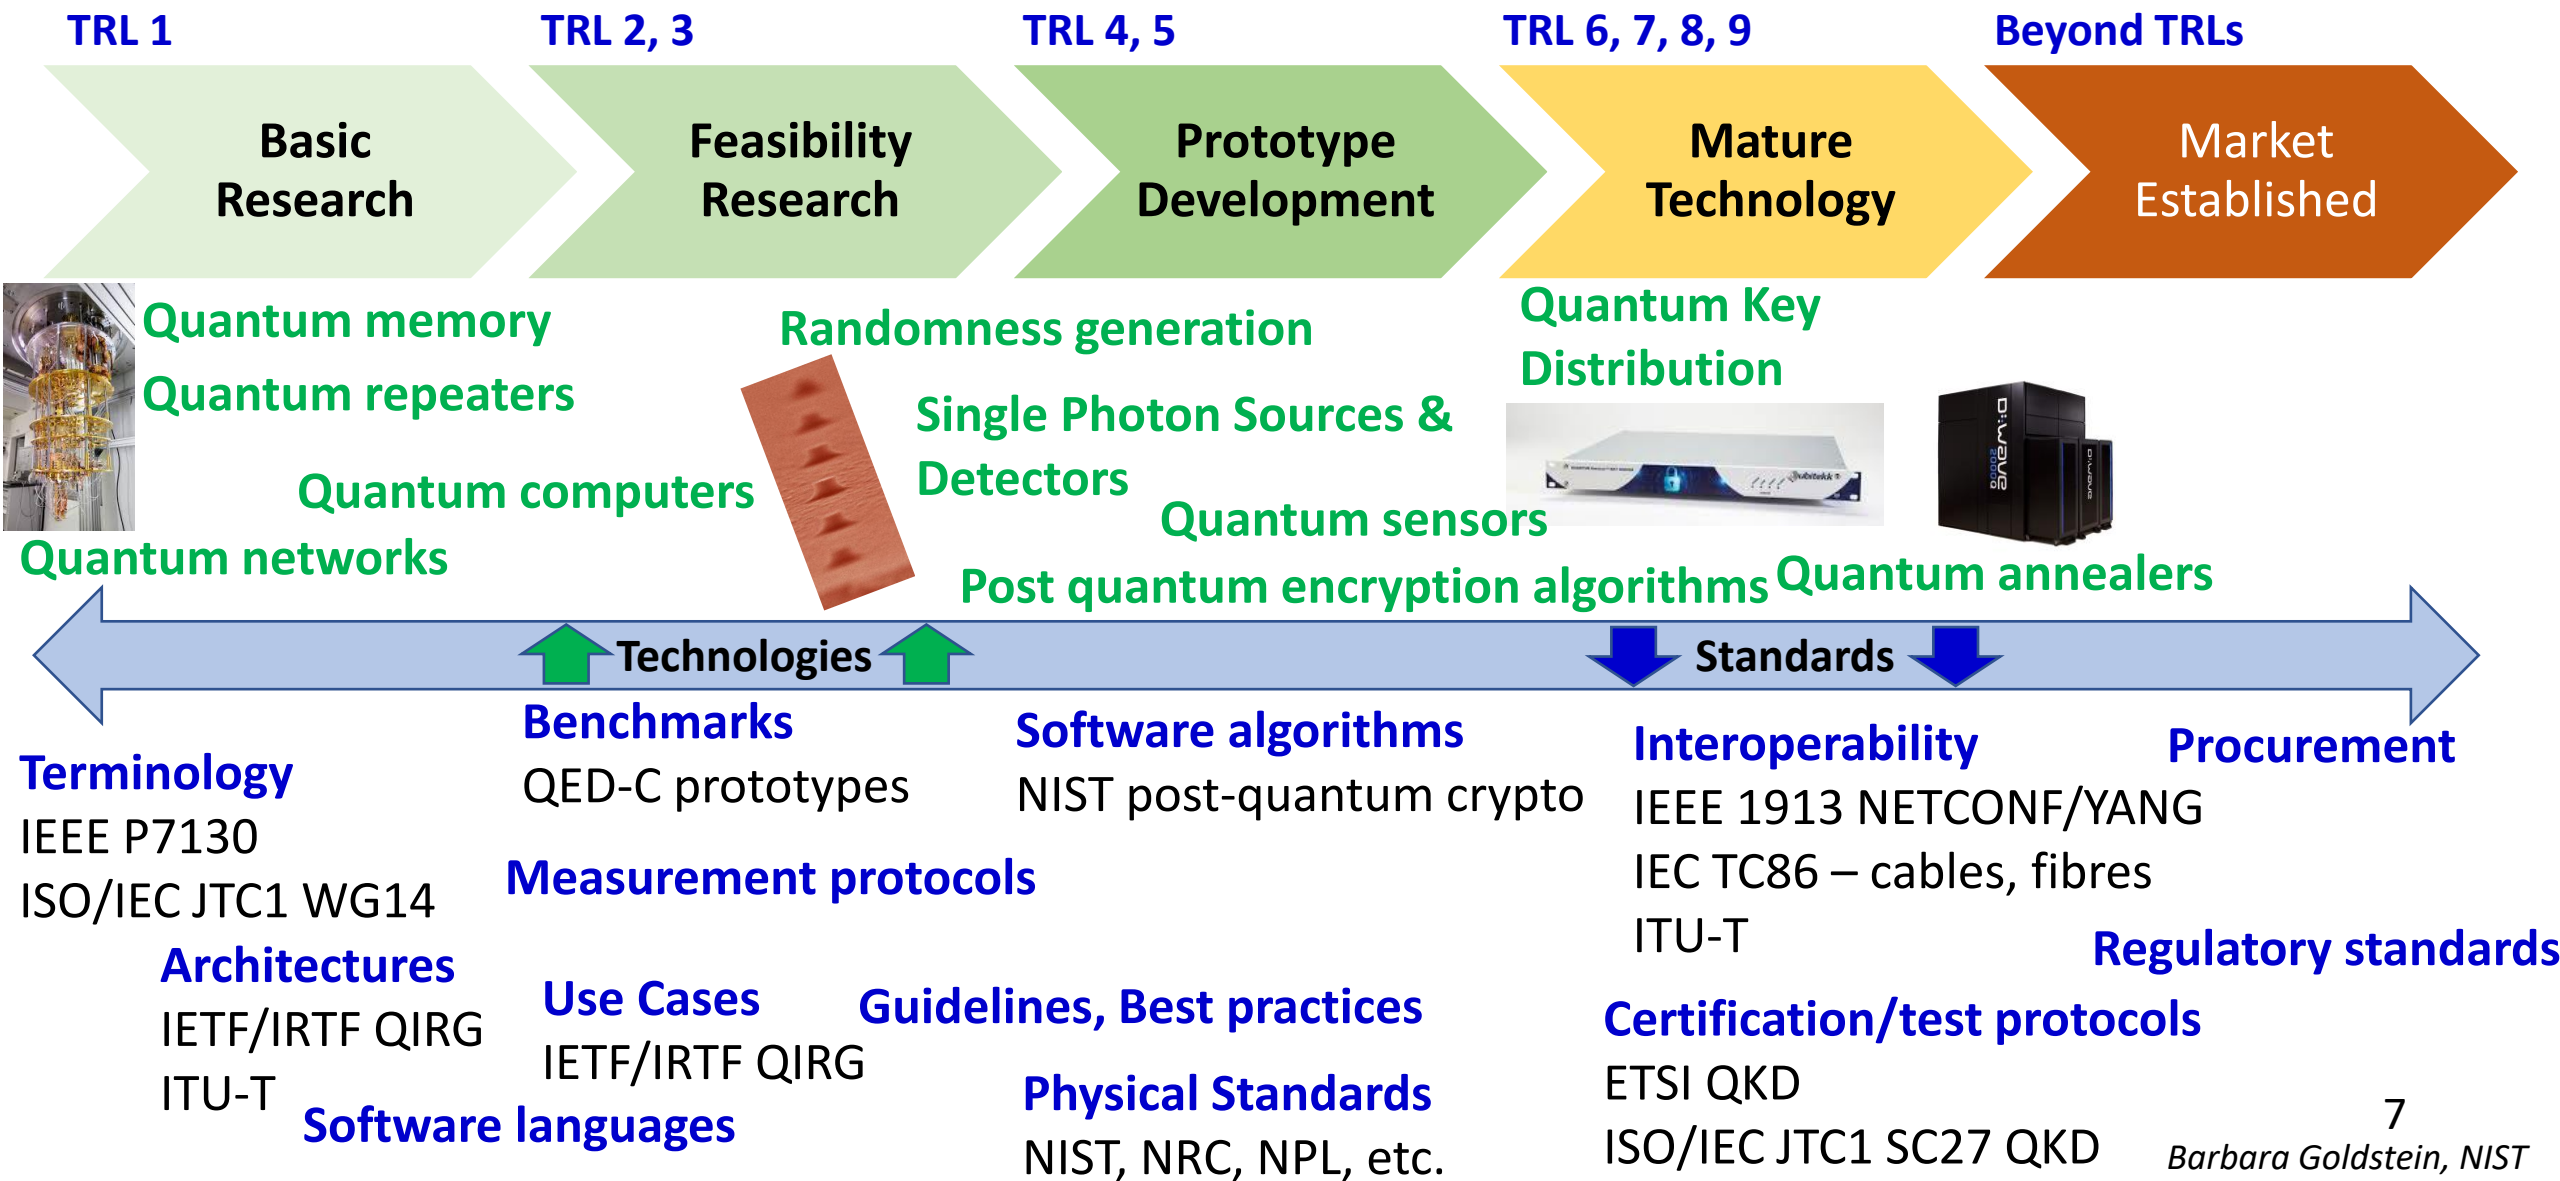 TRL 1
TRL 2, 3
TRL 4, 5
TRL 6, 7, 8, 9
Beyond TRLs
Basic
Research
Feasibility
Research
Prototype
Development
Mature
Technology
Market
Established
Quantum memory
Quantum repeaters
Quantum computers
Quantum networks
Randomness generation
Single Photon Sources &
Detectors
Quantum sensors
Post quantum encryption algorithms
Quantum Key
Distribution
Qubitekk
D:wave
2000Q
D:wave
Quantum annealers
Technologies
Standards
Terminology
IEEE P7130
ISO/IEC JTC1 WG14
Architectures
IETF/IRTF QIRG
ITU-T
Software languages
Benchmarks
QED-C prototypes
Measurement protocols
Use Cases
IETF/IRTF QIRG
Software algorithms
NIST post-quantum crypto
Guidelines, Best practices
Physical Standards
NIST, NRC, NPL, etc.
Interoperability
IEEE 1913 NETCONF/YANG
IEC TC86 – cables, fibres
ITU-T
Certification/test protocols
ETSI QKD
ISO/IEC JTC1 SC27 QKD
Procurement
Regulatory standards
7
Barbara Goldstein, NIST